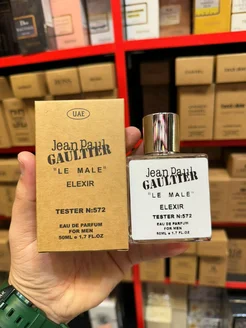 UAE
Jean Paul
GAULTIER
"LE MALE"
ELEXIR
TESTER N:572
EAU DE PARFUM
FOR MEN
50ML e 1.7 FL.OZ
Jean Paul
GAULTIER
"LE MALE"
ELEXIR
TESTER N:572
EAU DE PARFUM
FOR MEN
50ML e 1.7 FL.OZ